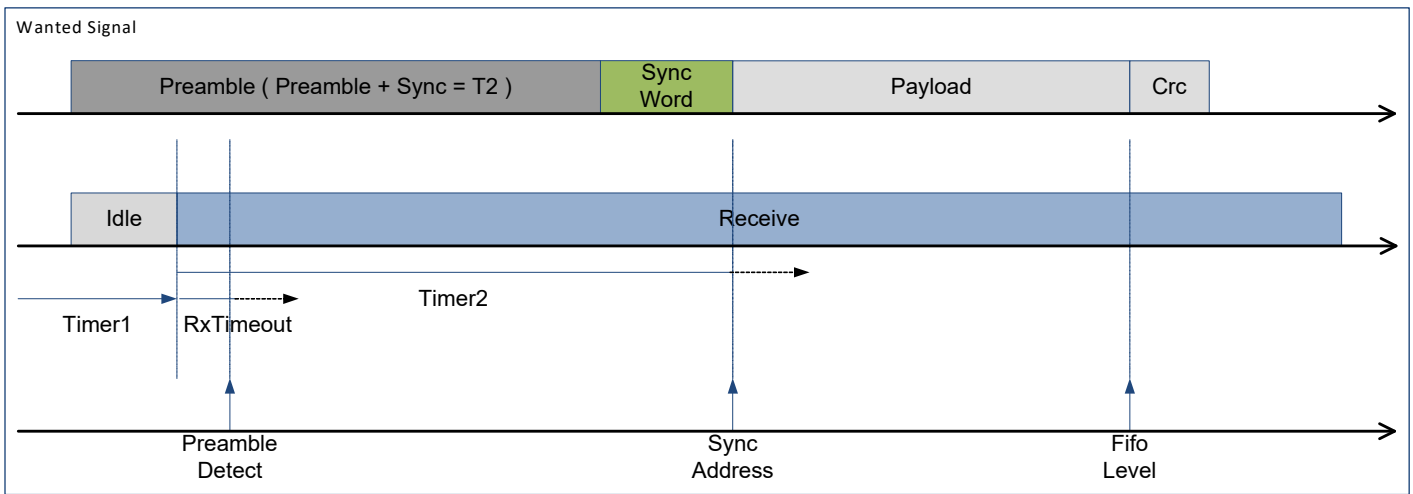 Wanted Signal
Preamble ( Preamble + Sync = T2 )
Sync
Word
Payload
Crc
Idle
Receive
Timer2
Timer1
RxTimeout
Preamble
Detect
Sync
Address
Fifo
Level